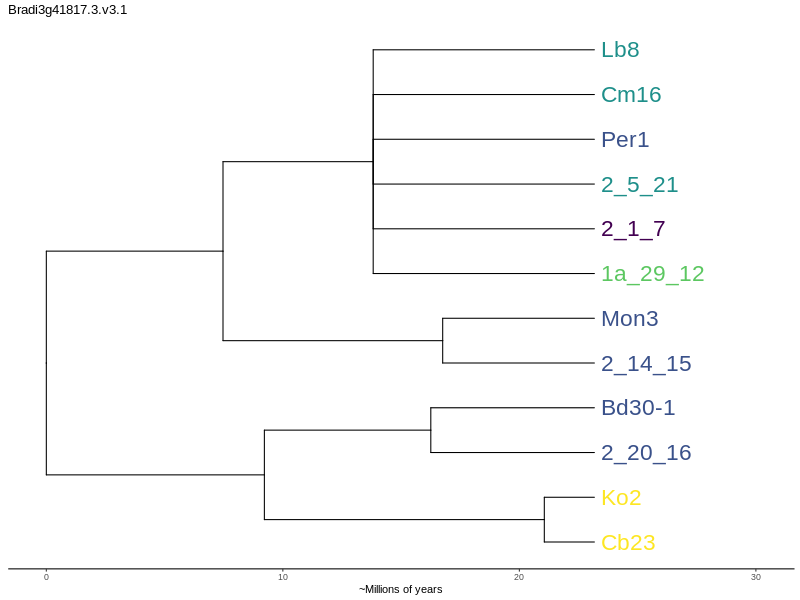 Bradi3g41817.3.v3.1
Lb8
Cm16
Per1
2_5_21
2_1_7
1a_29_12
Mon3
2_14_15
Bd30-1
2_20_16
Ko2
Cb23
0 10 20 30
~Millions of years